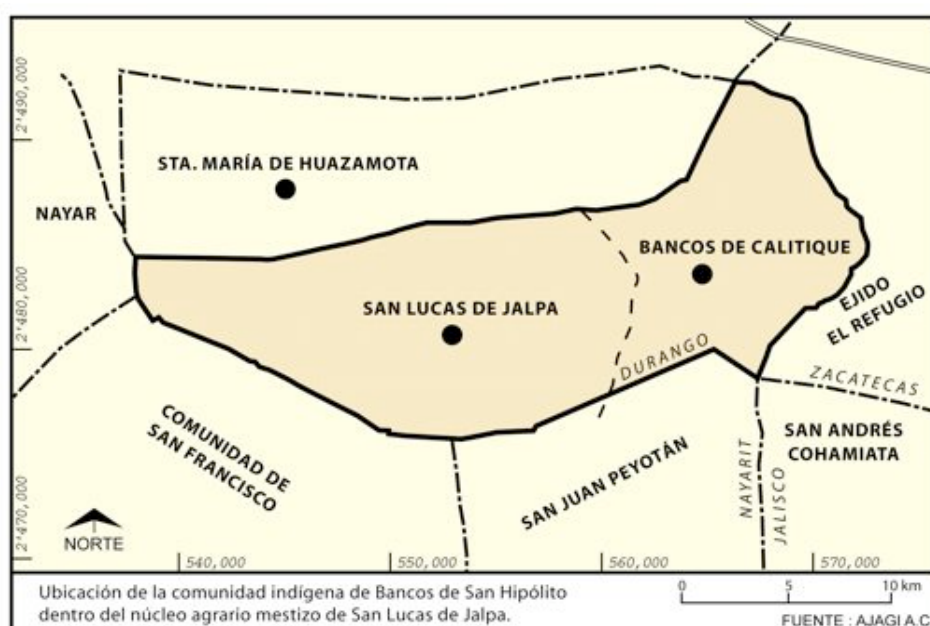 2'490,000
2'480,000
2'470,000
STA. MARÍA DE HUAZAMOTA
NAYAR
BANCOS DE CALITIQUE
SAN LUCAS DE JALPA
EJIDO
EL REFUGIO
DURANGO
ZACATECAS
COMUNIDAD DE
SAN FRANCISCO
SAN JUAN PEYOTÁN
NAYARIT
JALISCO
SAN ANDRÉS
COHAMIATA
NORTE
540,000
550,000
560,000
570,000
Ubicación de la comunidad indígena de Bancos de San Hipólito
dentro del núcleo agrario mestizo de San Lucas de Jalpa.
0 5 10 km
FUENTE : AJAGI A.C